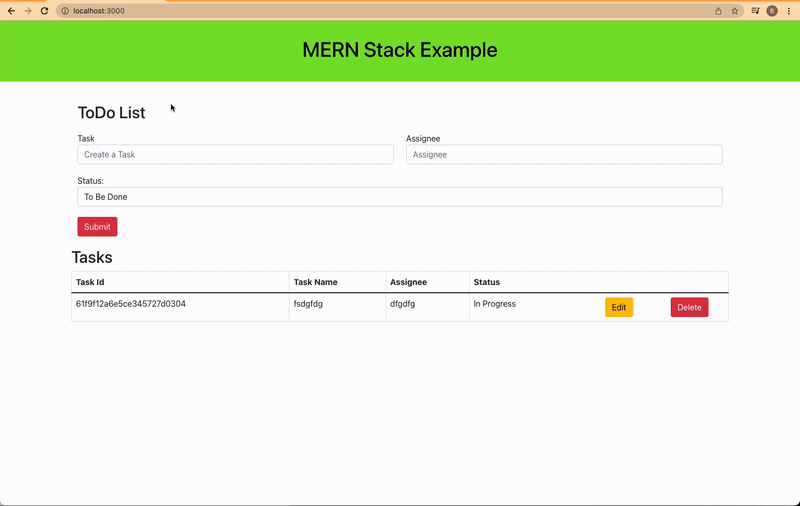 localhost:3000
B
MERN Stack Example
ToDo List
Task Assignee
Create a Task Assignee
Status:
To Be Done
Submit
Tasks
Task Id Task Name Assignee Status
61f9f12a6e5ce345727d0304 fsdgfdg dfgdfg In Progress Edit Delete